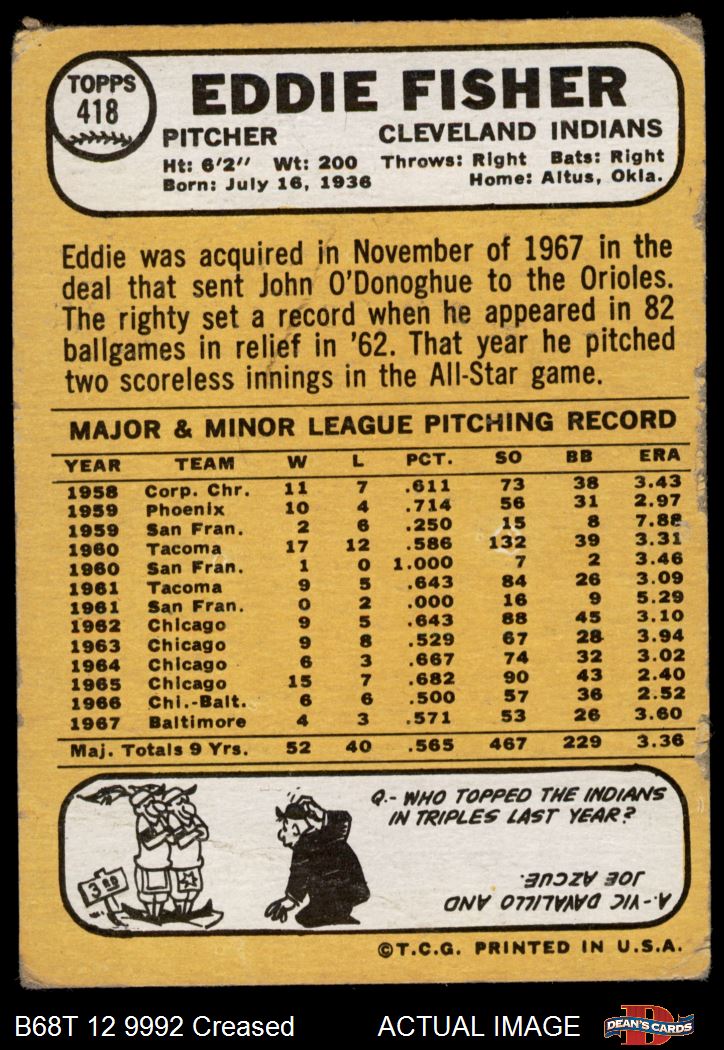 TOPPS
418
EDDIE FISHER
PITCHER CLEVELAND INDIANS
Ht: 6'2" Wt: 200 Throws: Right Bats: Right
Born: July 16, 1936 Home: Altus, Okla.
Eddie was acquired in November of 1967 in the
deal that sent John O'Donoghue to the Orioles.
The righty set a record when he appeared in 82
ballgames in relief in '62. That year he pitched
two scoreless innings in the All-Star game.
MAJOR & MINOR LEAGUE PITCHING RECORD
YEAR TEAM W L PCT. SO BB ERA
1958 Corp. Chr. 11 7 .611 73 38 3.43
1959 Phoenix 10 4 .714 56 31 2.97
1959 San Fran. 2 6 .250 15 8 7.88
1960 Tacoma 17 12 .586 132 39 3.31
1960 San Fran. 1 0 1.000 7 2 3.46
1961 Tacoma 9 5 .643 84 26 3.09
1961 San Fran. 0 2 .000 16 9 5.29
1962 Chicago 9 5 .643 88 45 3.10
1963 Chicago 9 8 .529 67 28 3.94
1964 Chicago 6 3 .667 74 32 3.02
1965 Chicago 15 7 .682 90 43 2.40
1966 Chi.-Balt. 6 6 .500 57 36 2.52
1967 Baltimore 4 3 .571 53 26 3.60
Maj. Totals 9 Yrs. 52 40 .565 467 229 3.36
3.99
Q.- WHO TOPPED THE INDIANS
IN TRIPLES LAST YEAR?
A.- VIC DAVALILLO AND
JOE AZCUE.
©T.C.G. PRINTED IN U.S.A.
B68T 12 9992 Creased ACTUAL IMAGE
D
DEAN'S CARDS